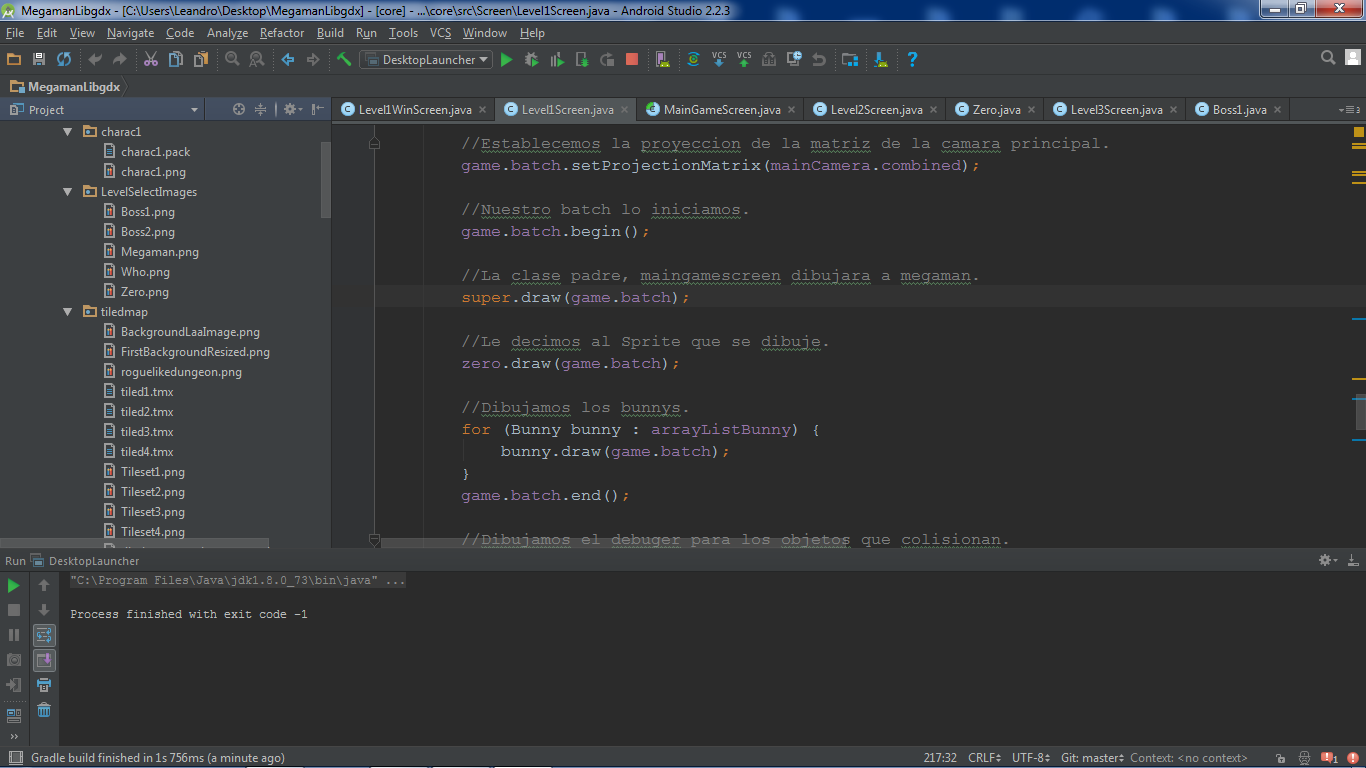 MegamanLibgdx - [C:\Users\Leandro\Desktop\MegamanLibgdx] - [core] - ...\core\src\Screen\Level1Screen.java - Android Studio 2.2.3
File Edit View Navigate Code Analyze Refactor Build Run Tools VCS Window Help
DesktopLauncher
VCS VCS
MegamanLibgdx
Project
Level1WinScreen.java Level1Screen.java MainGameScreen.java Level2Screen.java Zero.java Level3Screen.java Boss1.java
charac1
charac1.pack
charac1.png
LevelSelectImages
Boss1.png
Boss2.png
Megaman.png
Who.png
Zero.png
tiledmap
BackgroundLaaImage.png
FirstBackgroundResized.png
roguelikedungeon.png
tiled1.tmx
tiled2.tmx
tiled3.tmx
tiled4.tmx
Tileset1.png
Tileset2.png
Tileset3.png
Tileset4.png
//Establecemos la proyeccion de la matriz de la camara principal.
game.batch.setProjectionMatrix(mainCamera.combined);
//Nuestro batch lo iniciamos.
game.batch.begin();
//La clase padre, maingamescreen dibujara a megaman.
super.draw(game.batch);
//Le decimos al Sprite que se dibuje.
zero.draw(game.batch);
//Dibujamos los bunnys.
for (Bunny bunny : arrayListBunny) {
bunny.draw(game.batch);
}
game.batch.end();
//Dibujamos el debuger para los objetos que colisionan.
Run DesktopLauncher
"C:\Program Files\Java\jdk1.8.0_73\bin\java" ...
Process finished with exit code -1
Gradle build finished in 1s 756ms (a minute ago) 217:32 CRLF UTF-8 Git: master Context: <no context> 1